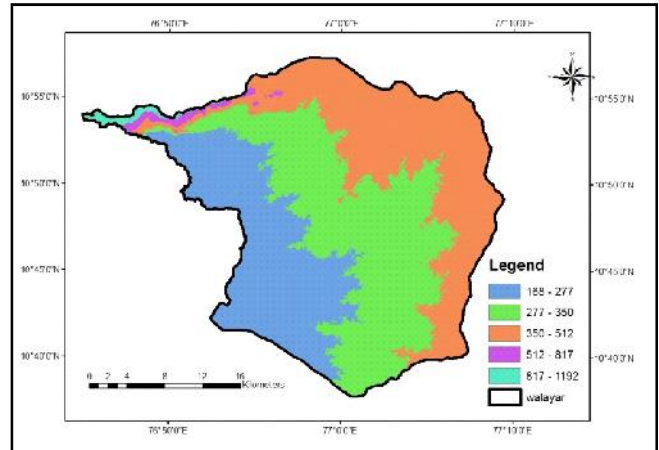 76°50'0"E 77°0'0"E 77°10'0"E
10°55'0"N 10°55'0"N
10°50'0"N 10°50'0"N
10°45'0"N 10°45'0"N
10°40'0"N 10°40'0"N
Legend
168 - 277
277 - 350
350 - 512
512 - 817
817 - 1192
walayar
0 2 4 8 12 16
Kilometers
76°50'0"E 77°0'0"E 77°10'0"E